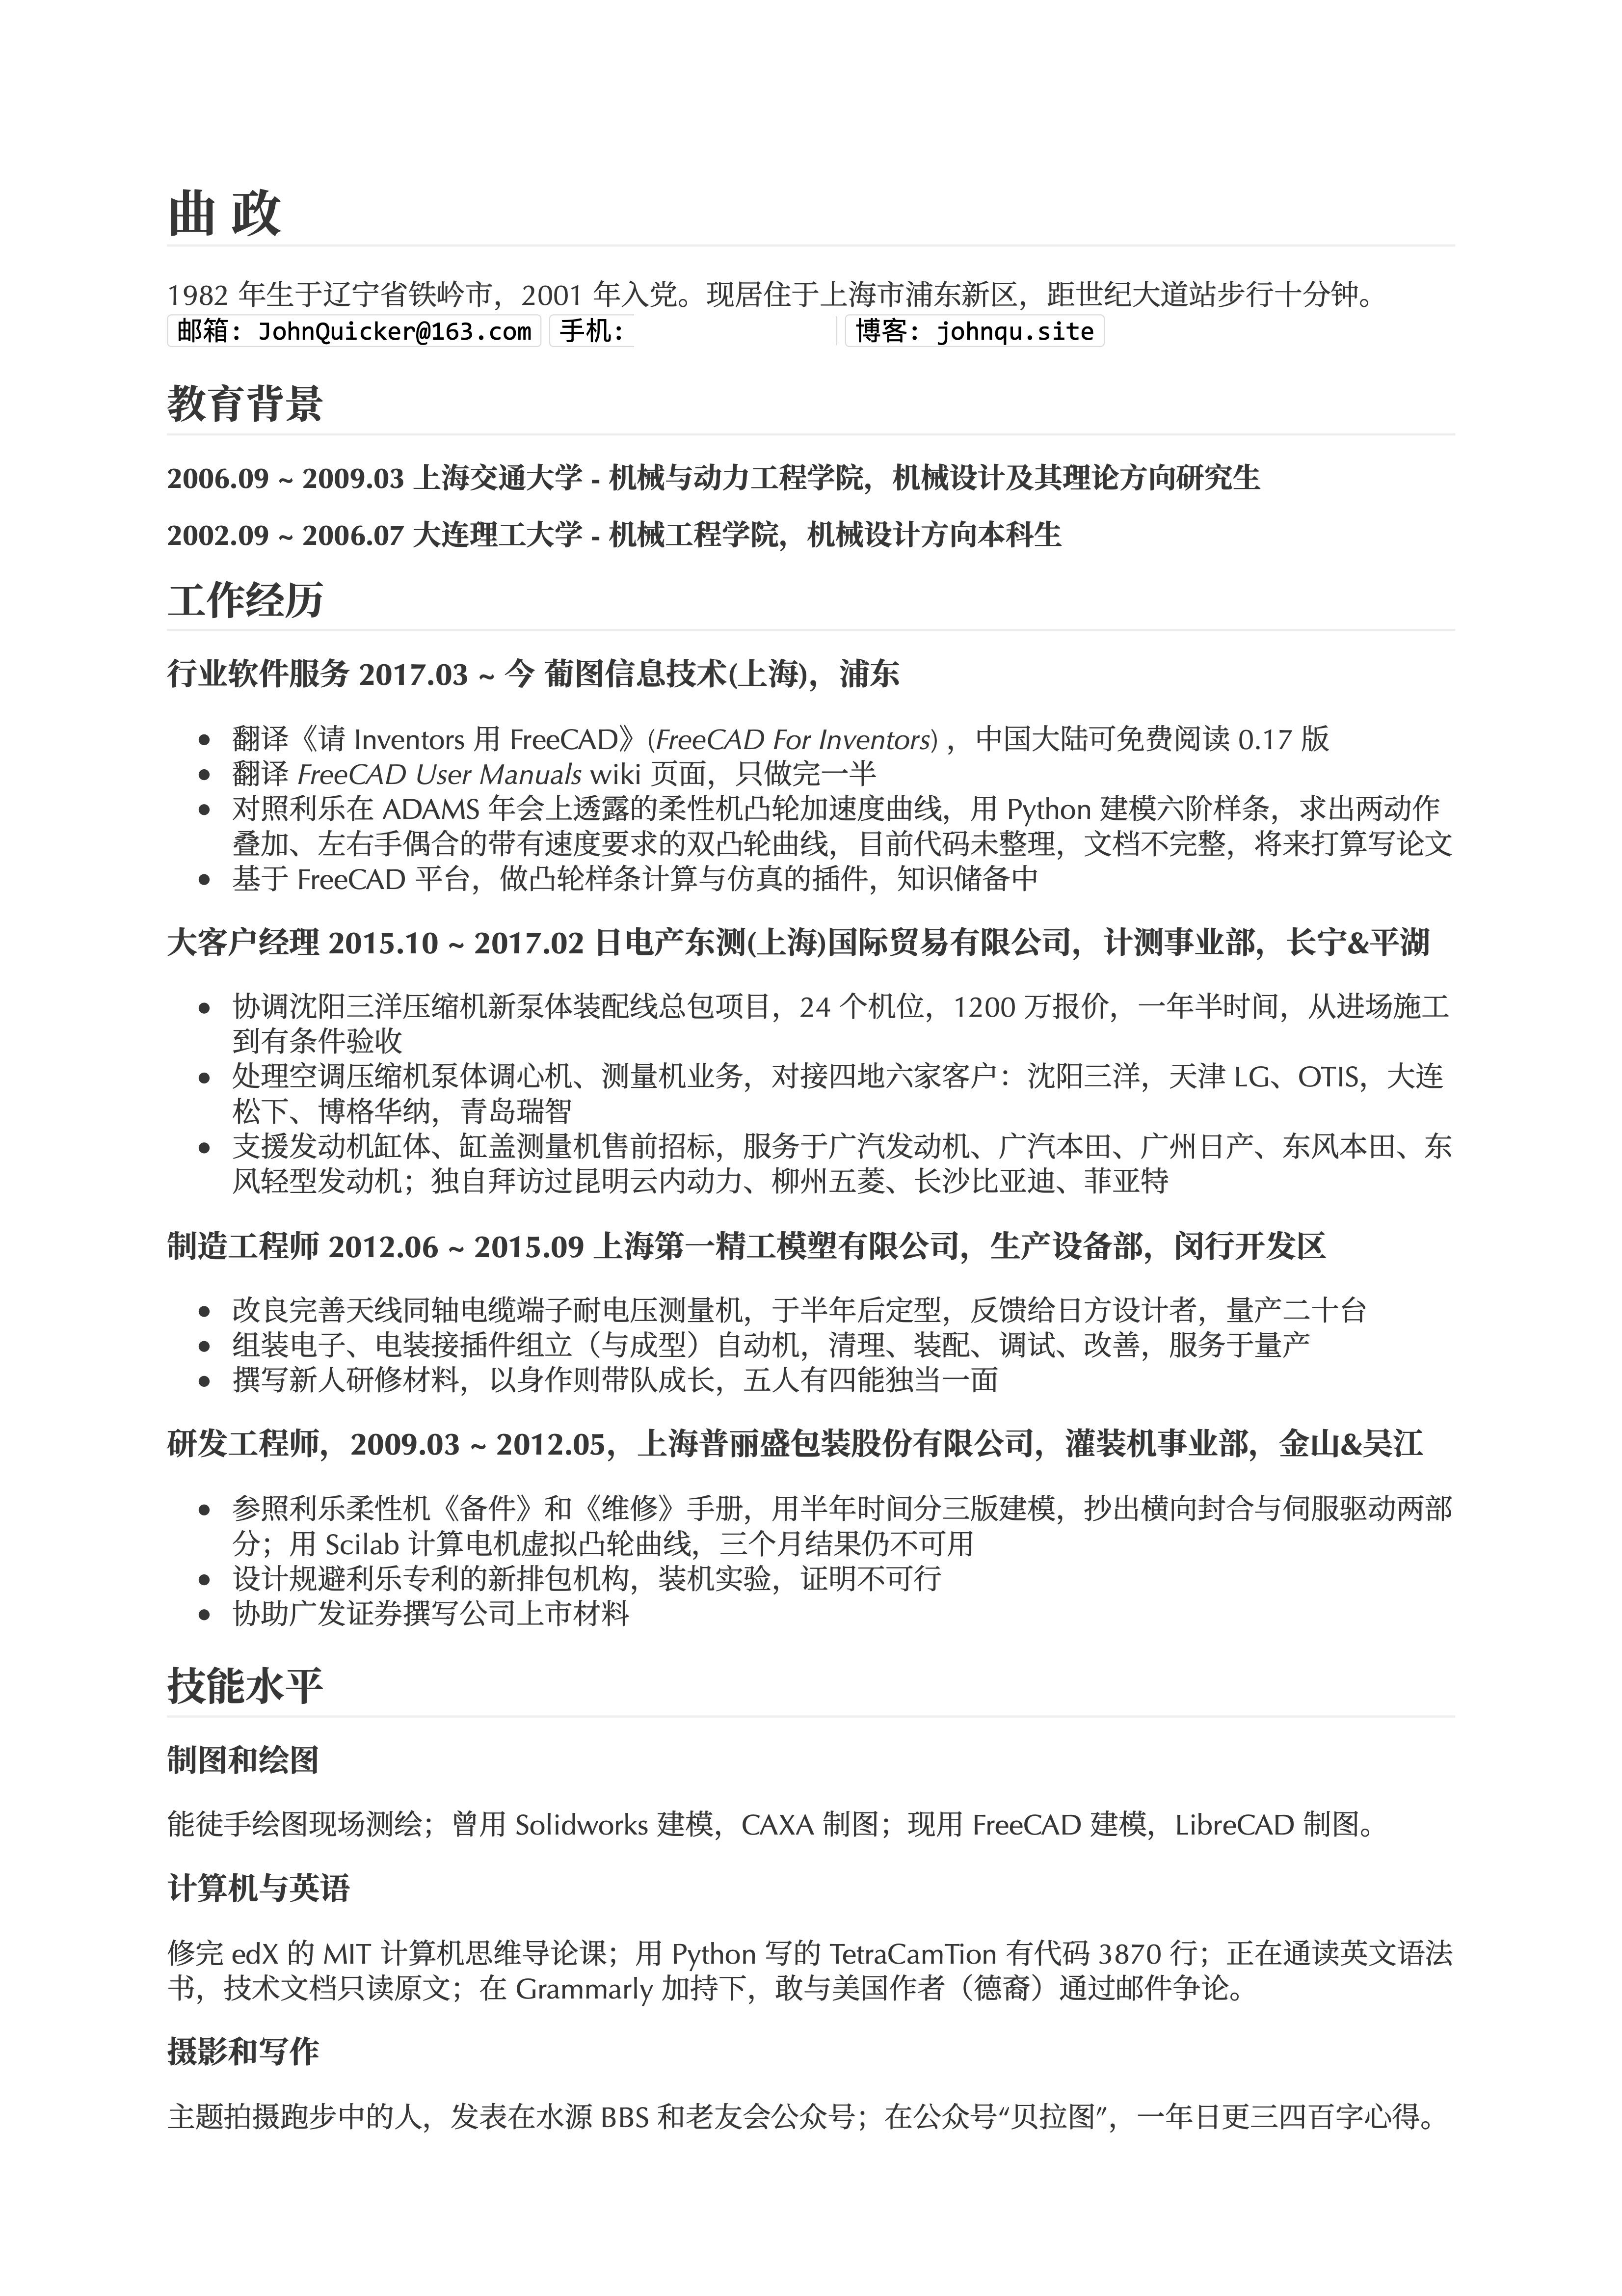 曲 政
1982 年生于辽宁省铁岭市，2001 年入党。现居住于上海市浦东新区，距世纪大道站步行十分钟。
邮箱: JohnQuicker@163.com 手机: 博客: johnqu.site
教育背景
2006.09 ~ 2009.03 上海交通大学 - 机械与动力工程学院，机械设计及其理论方向研究生
2002.09 ~ 2006.07 大连理工大学 - 机械工程学院，机械设计方向本科生
工作经历
行业软件服务 2017.03 ~ 今 葡图信息技术(上海)，浦东
• 翻译《请 Inventors 用 FreeCAD》(FreeCAD For Inventors) ，中国大陆可免费阅读 0.17 版
• 翻译 FreeCAD User Manuals wiki 页面，只做完一半
• 对照利乐在 ADAMS 年会上透露的柔性机凸轮加速度曲线，用 Python 建模六阶样条，求出两动作
叠加、左右手偶合的带有速度要求的双凸轮曲线，目前代码未整理，文档不完整，将来打算写论文
• 基于 FreeCAD 平台，做凸轮样条计算与仿真的插件，知识储备中
大客户经理 2015.10 ~ 2017.02 日电产东测(上海)国际贸易有限公司，计测事业部，长宁&平湖
• 协调沈阳三洋压缩机新泵体装配线总包项目，24 个机位，1200 万报价，一年半时间，从进场施工
到有条件验收
• 处理空调压缩机泵体调心机、测量机业务，对接四地六家客户：沈阳三洋，天津 LG、OTIS，大连
松下、博格华纳，青岛瑞智
• 支援发动机缸体、缸盖测量机售前招标，服务于广汽发动机、广汽本田、广州日产、东风本田、东
风轻型发动机；独自拜访过昆明云内动力、柳州五菱、长沙比亚迪、菲亚特
制造工程师 2012.06 ~ 2015.09 上海第一精工模塑有限公司，生产设备部，闵行开发区
• 改良完善天线同轴电缆端子耐电压测量机，于半年后定型，反馈给日方设计者，量产二十台
• 组装电子、电装接插件组立（与成型）自动机，清理、装配、调试、改善，服务于量产
• 撰写新人研修材料，以身作则带队成长，五人有四能独当一面
研发工程师，2009.03 ~ 2012.05，上海普丽盛包装股份有限公司，灌装机事业部，金山&吴江
• 参照利乐柔性机《备件》和《维修》手册，用半年时间分三版建模，抄出横向封合与伺服驱动两部
分；用 Scilab 计算电机虚拟凸轮曲线，三个月结果仍不可用
• 设计规避利乐专利的新排包机构，装机实验，证明不可行
• 协助广发证券撰写公司上市材料
技能水平
制图和绘图
能徒手绘图现场测绘；曾用 Solidworks 建模，CAXA 制图；现用 FreeCAD 建模，LibreCAD 制图。
计算机与英语
修完 edX 的 MIT 计算机思维导论课；用 Python 写的 TetraCamTion 有代码 3870 行；正在通读英文语法
书，技术文档只读原文；在 Grammarly 加持下，敢与美国作者（德裔）通过邮件争论。
摄影和写作
主题拍摄跑步中的人，发表在水源 BBS 和老友会公众号；在公众号“贝拉图”，一年日更三四百字心得。